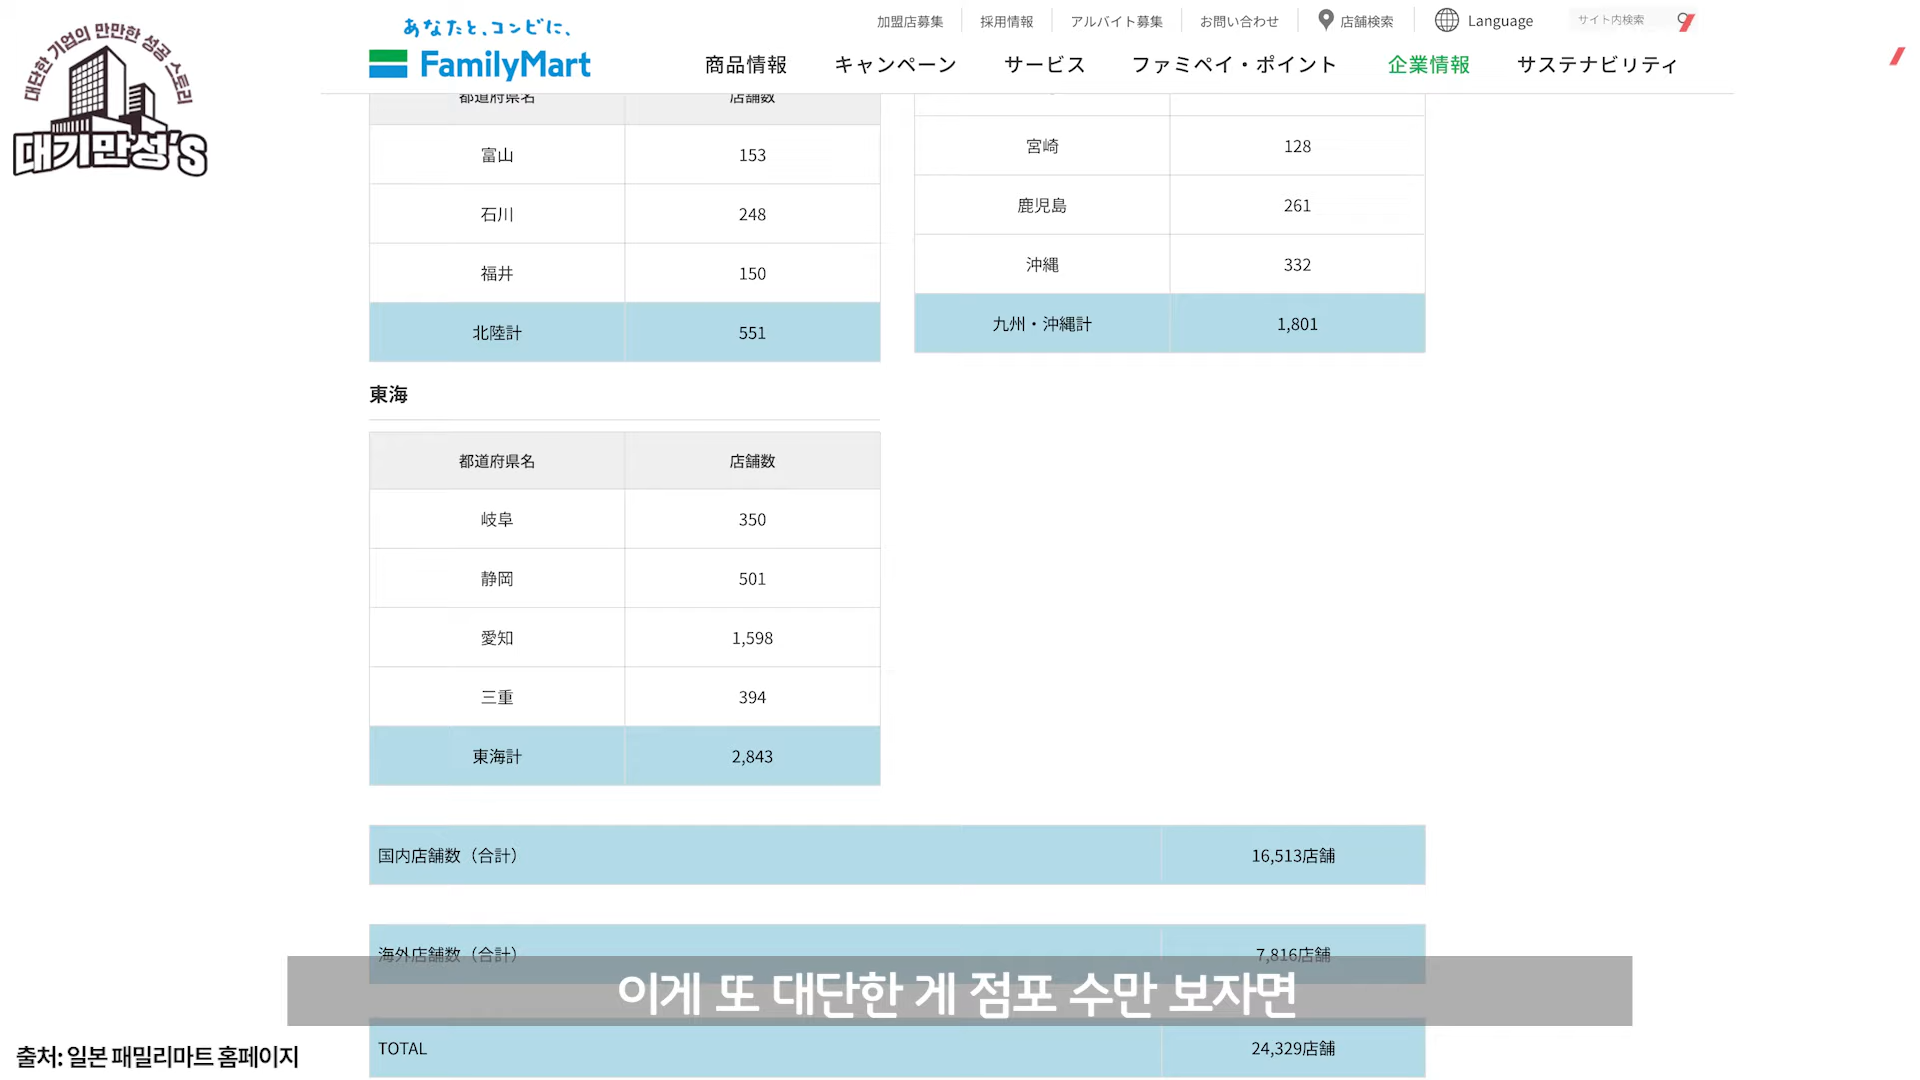 대단한 기업의 만만한 성공 스토리
대기만성'S
あなたと、コンビに、
FamilyMart
加盟店募集 採用情報 アルバイト募集 お問い合わせ 店舗検索 Language サイト内検索
商品情報 キャンペーン サービス ファミペイ・ポイント 企業情報 サステナビリティ
都道府県名 店舗数
富山 153
石川 248
福井 150
北陸計 551
宮崎 128
鹿児島 261
沖縄 332
九州・沖縄計 1,801
東海
都道府県名 店舗数
岐阜 350
静岡 501
愛知 1,598
三重 394
東海計 2,843
国内店舗数（合計） 16,513店舗
海外店舗数（合計） 7,816店舗
이게 또 대단한 게 점포 수만 보자면
TOTAL 24,329店舗
출처: 일본 패밀리마트 홈페이지